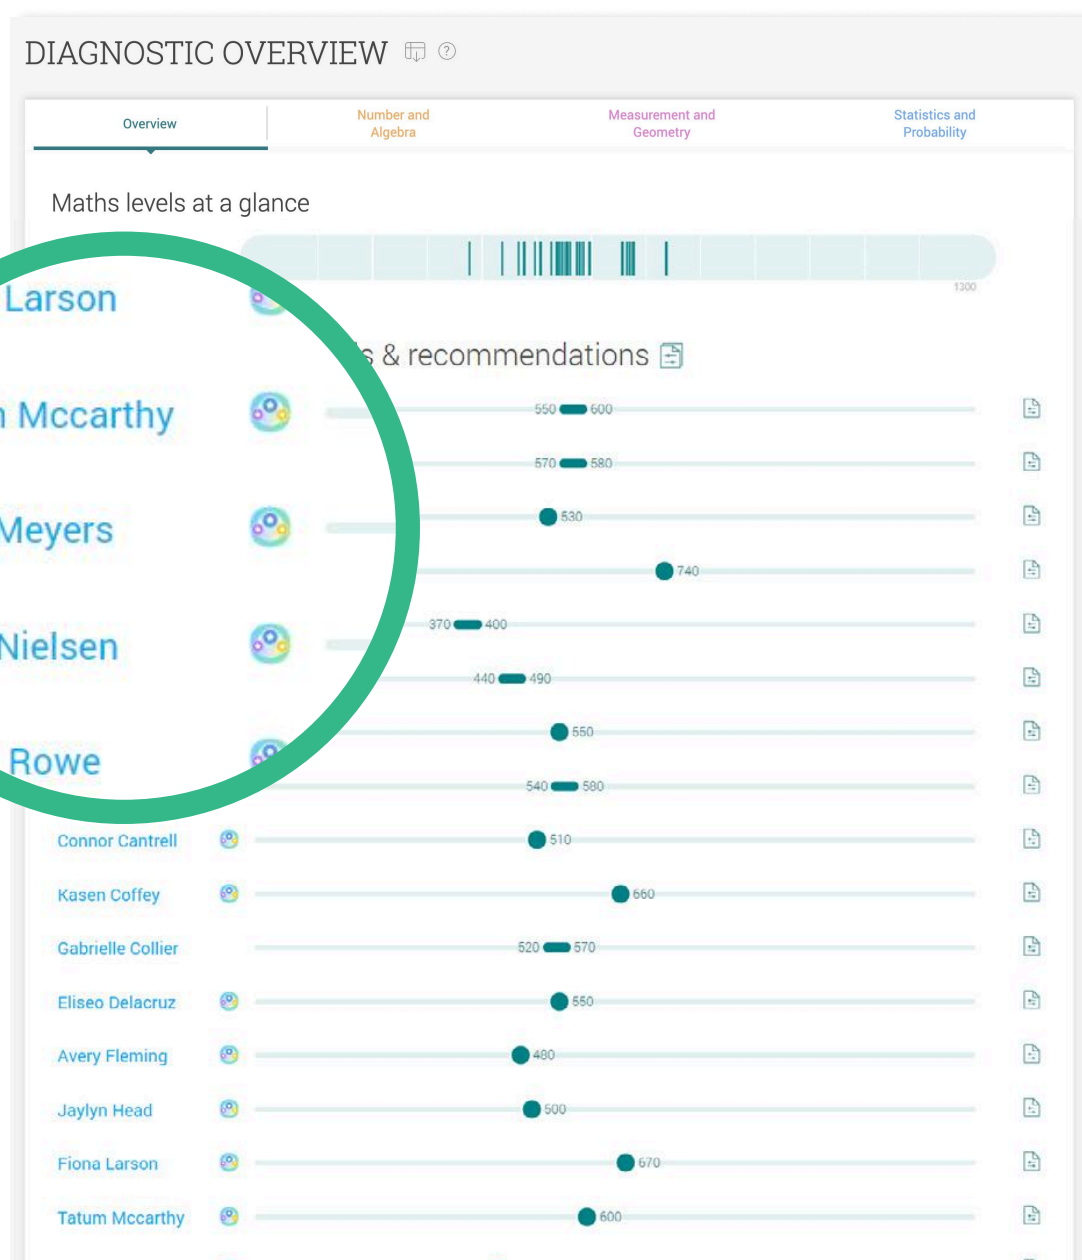 DIAGNOSTIC OVERVIEW ?
Overview
Number and
Algebra
Measurement and
Geometry
Statistics and
Probability
Maths levels at a glance
1300
& recommendations
Larson
Mccarthy
Meyers
Nielsen
Rowe
550 600
570 580
530
740
370 400
440 490
550
540 580
Connor Cantrell 510
Kasen Coffey 660
Gabrielle Collier 520 570
Eliseo Delacruz 550
Avery Fleming 480
Jaylyn Head 500
Fiona Larson 670
Tatum Mccarthy 600